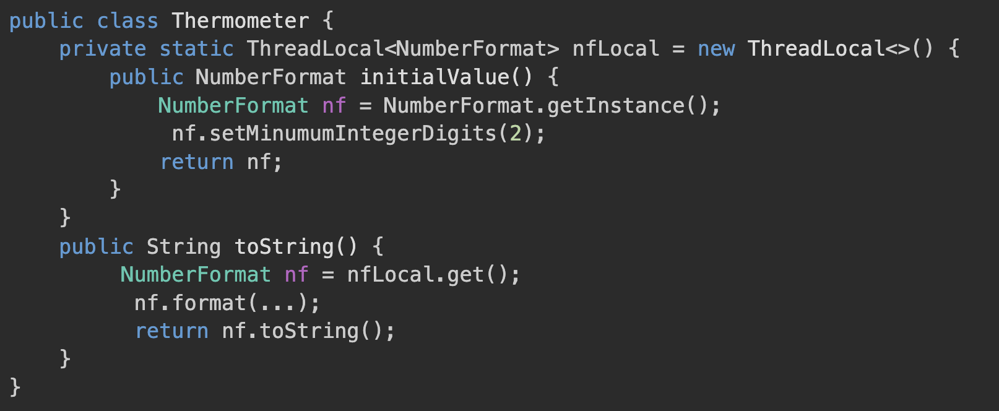 public class Thermometer {
    private static ThreadLocal<NumberFormat> nfLocal = new ThreadLocal<>() {
        public NumberFormat initialValue() {
            NumberFormat nf = NumberFormat.getInstance();
             nf.setMinumumIntegerDigits(2);
            return nf;
        }
    }
    public String toString() {
         NumberFormat nf = nfLocal.get();
          nf.format(...);
          return nf.toString();
    }
}